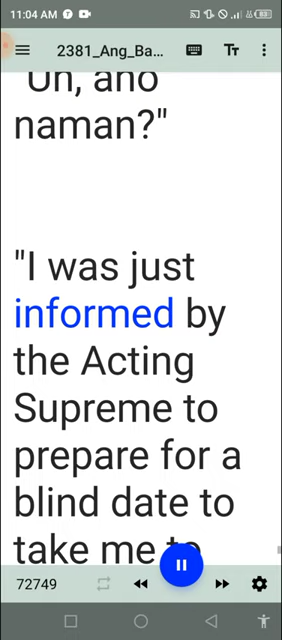 11:04 AM
2381_Ang_Ba...
"Uh, ano
naman?"
"I was just
informed by
the Acting
Supreme to
prepare for a
blind date to
take me to
72749